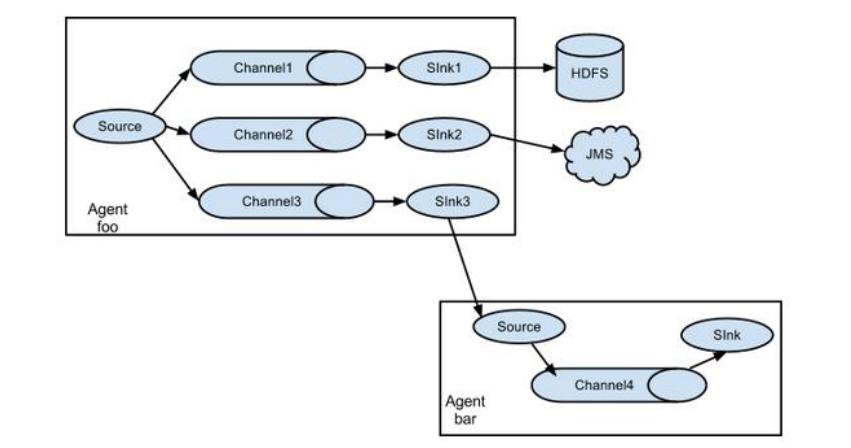 Channel1
SInk1
HDFS
Source
Channel2
SInk2
JMS
Channel3
SInk3
Agent
foo
Source
SInk
Channel4
Agent
bar